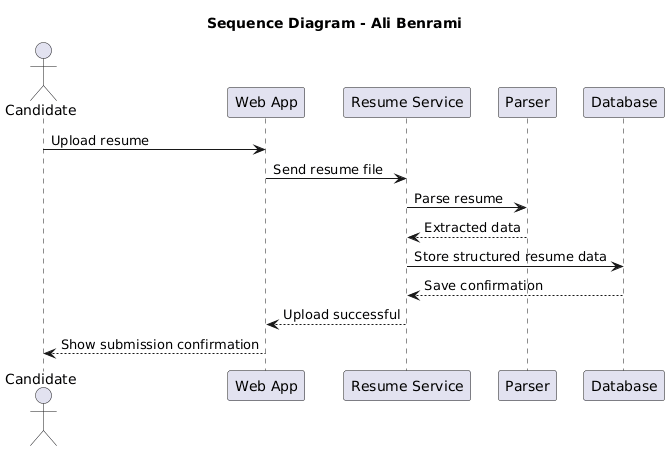 Sequence Diagram - Ali Benrami
Candidate
Web App
Resume Service
Parser
Database
Upload resume
Send resume file
Parse resume
Extracted data
Store structured resume data
Save confirmation
Upload successful
Show submission confirmation
Candidate
Web App
Resume Service
Parser
Database